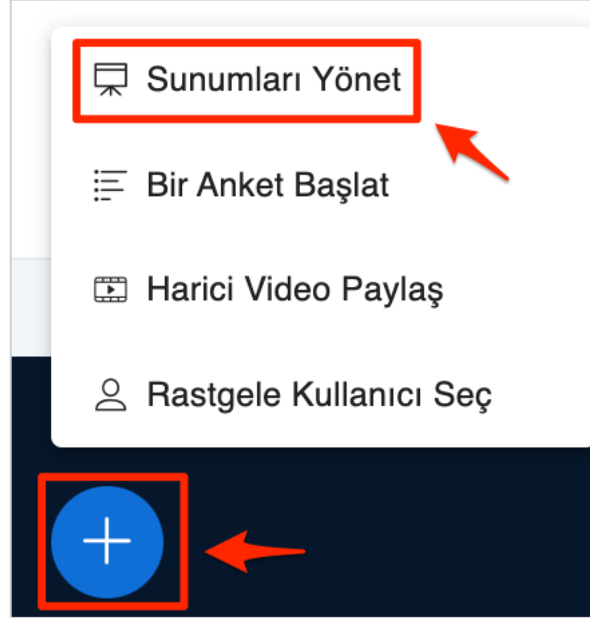 Sunumları Yönet
Bir Anket Başlat
Harici Video Paylaş
Rastgele Kullanıcı Seç